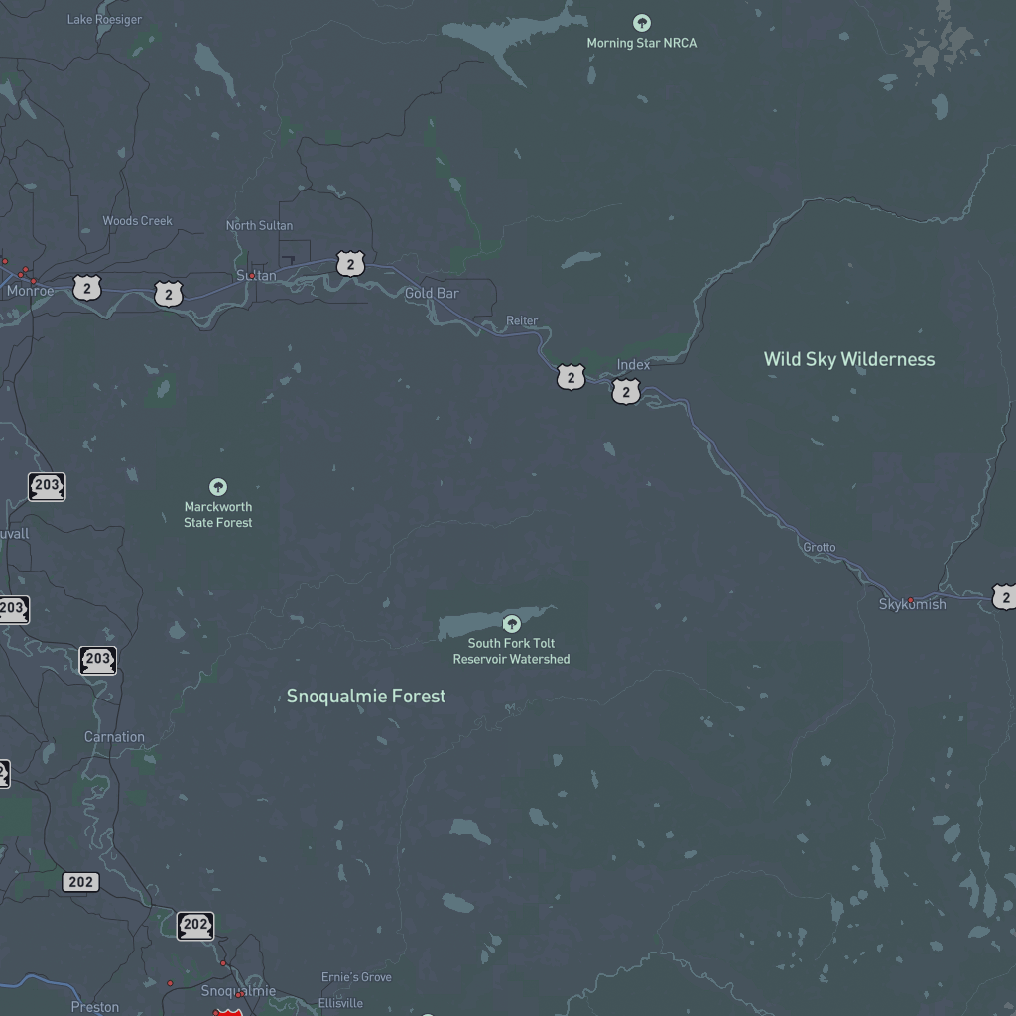 Lake Roesiger
Morning Star NRCA
Woods Creek
North Sultan
2
Sultan
Monroe
2
2
Gold Bar
Reiter
Wild Sky Wilderness
Index
2
2
203
Marckworth
State Forest
uvall
Grotto
2
Skykomish
203
South Fork Tolt
Reservoir Watershed
203
Snoqualmie Forest
Carnation
202
202
Ernie's Grove
Snoqualmie
Ellisville
Preston